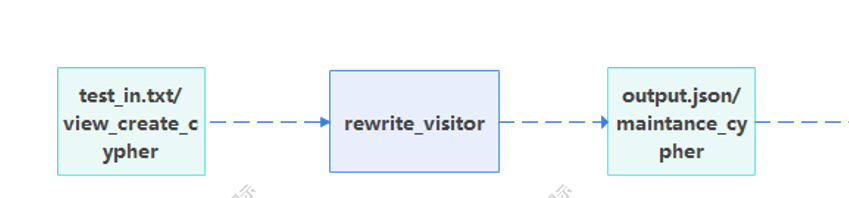 test_in.txt/
view_create_c
ypher
rewrite_visitor
output.json/
maintance_cy
pher